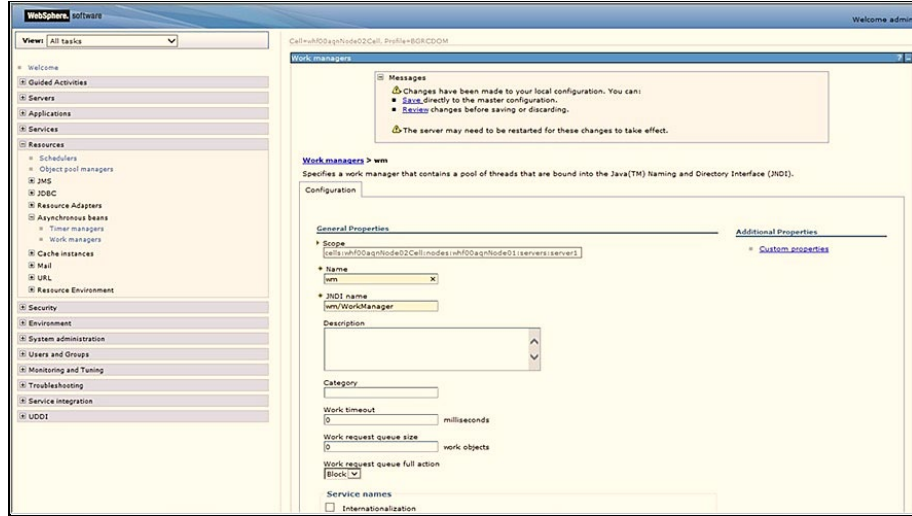 WebSphere. software
Welcome admin
View: All tasks
Cell=whf00aqnNode02Cell, Profile=BGRCDOM
Welcome
Guided Activities
Servers
Applications
Services
Resources
Schedulers
Object pool managers
JMS
JDBC
Resource Adapters
Asynchronous beans
Timer managers
Work managers
Cache instances
Mail
URL
Resource Environment
Security
Environment
System administration
Users and Groups
Monitoring and Tuning
Troubleshooting
Service integration
UDDI
Work managers
?
Messages
Changes have been made to your local configuration. You can:
Save directly to the master configuration.
Review changes before saving or discarding.
The server may need to be restarted for these changes to take effect.
Work managers > wm
Specifies a work manager that contains a pool of threads that are bound into the Java(TM) Naming and Directory Interface (JNDI).
Configuration
General Properties
Scope
cells:whf00aqnNode02Cell:nodes:whf00aqnNode01:servers:server1
* Name
wm
* JNDI name
wm/WorkManager
Description
Category
Work timeout
0 milliseconds
Work request queue size
0 work objects
Work request queue full action
Block
Service names
Internationalization
Additional Properties
Custom properties